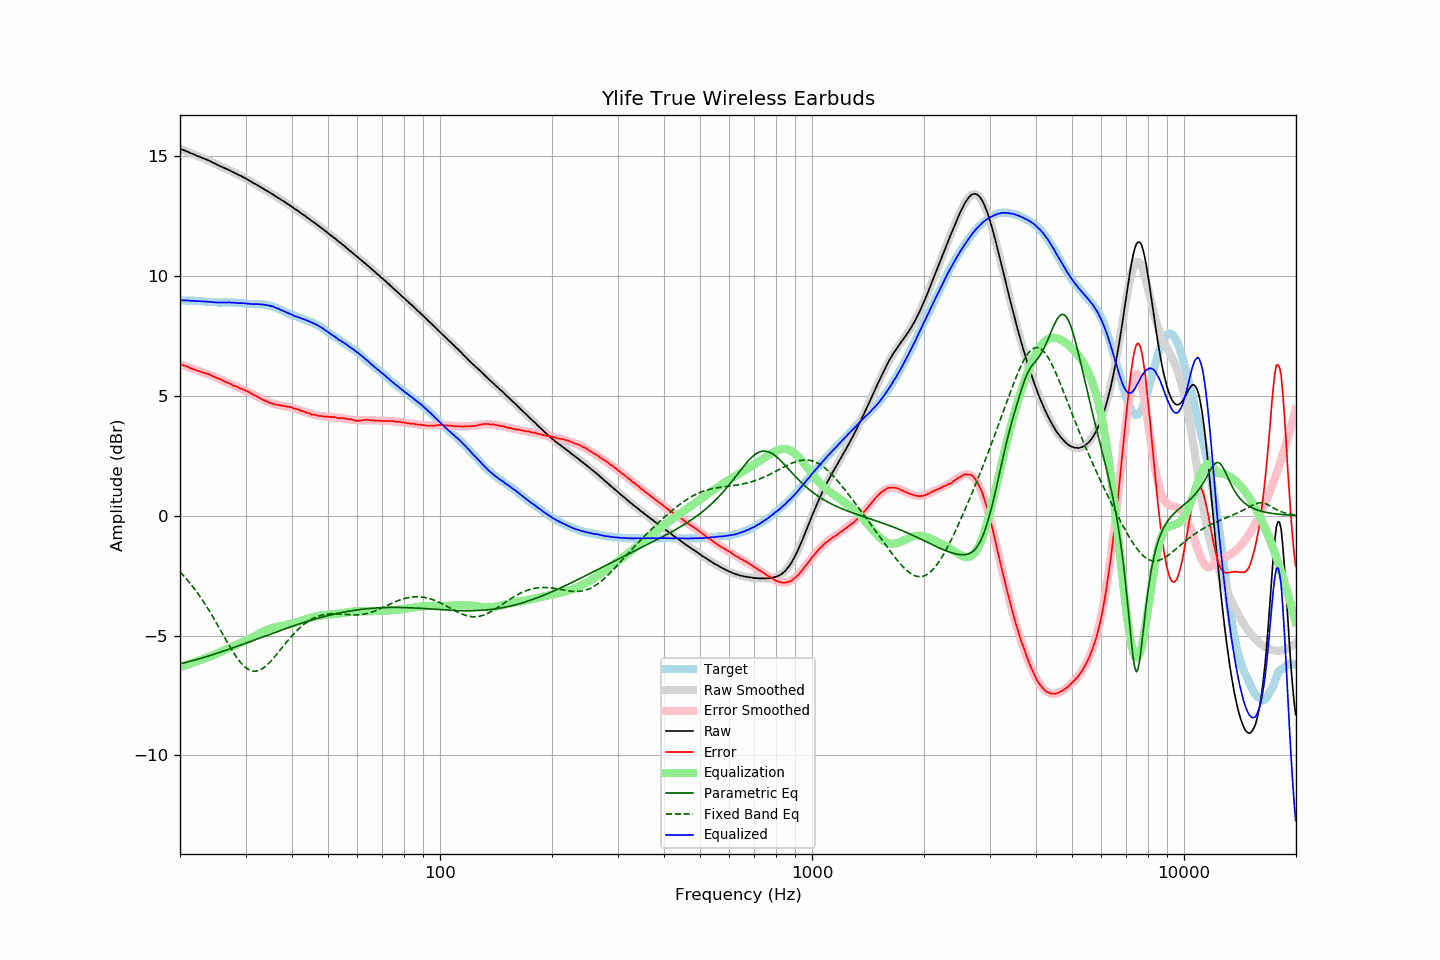 Ylife True Wireless Earbuds
Amplitude (dBr)
15
10
5
0
−5
−10
100
1000
10000
Frequency (Hz)
Target
Raw Smoothed
Error Smoothed
Raw
Error
Equalization
Parametric Eq
Fixed Band Eq
Equalized